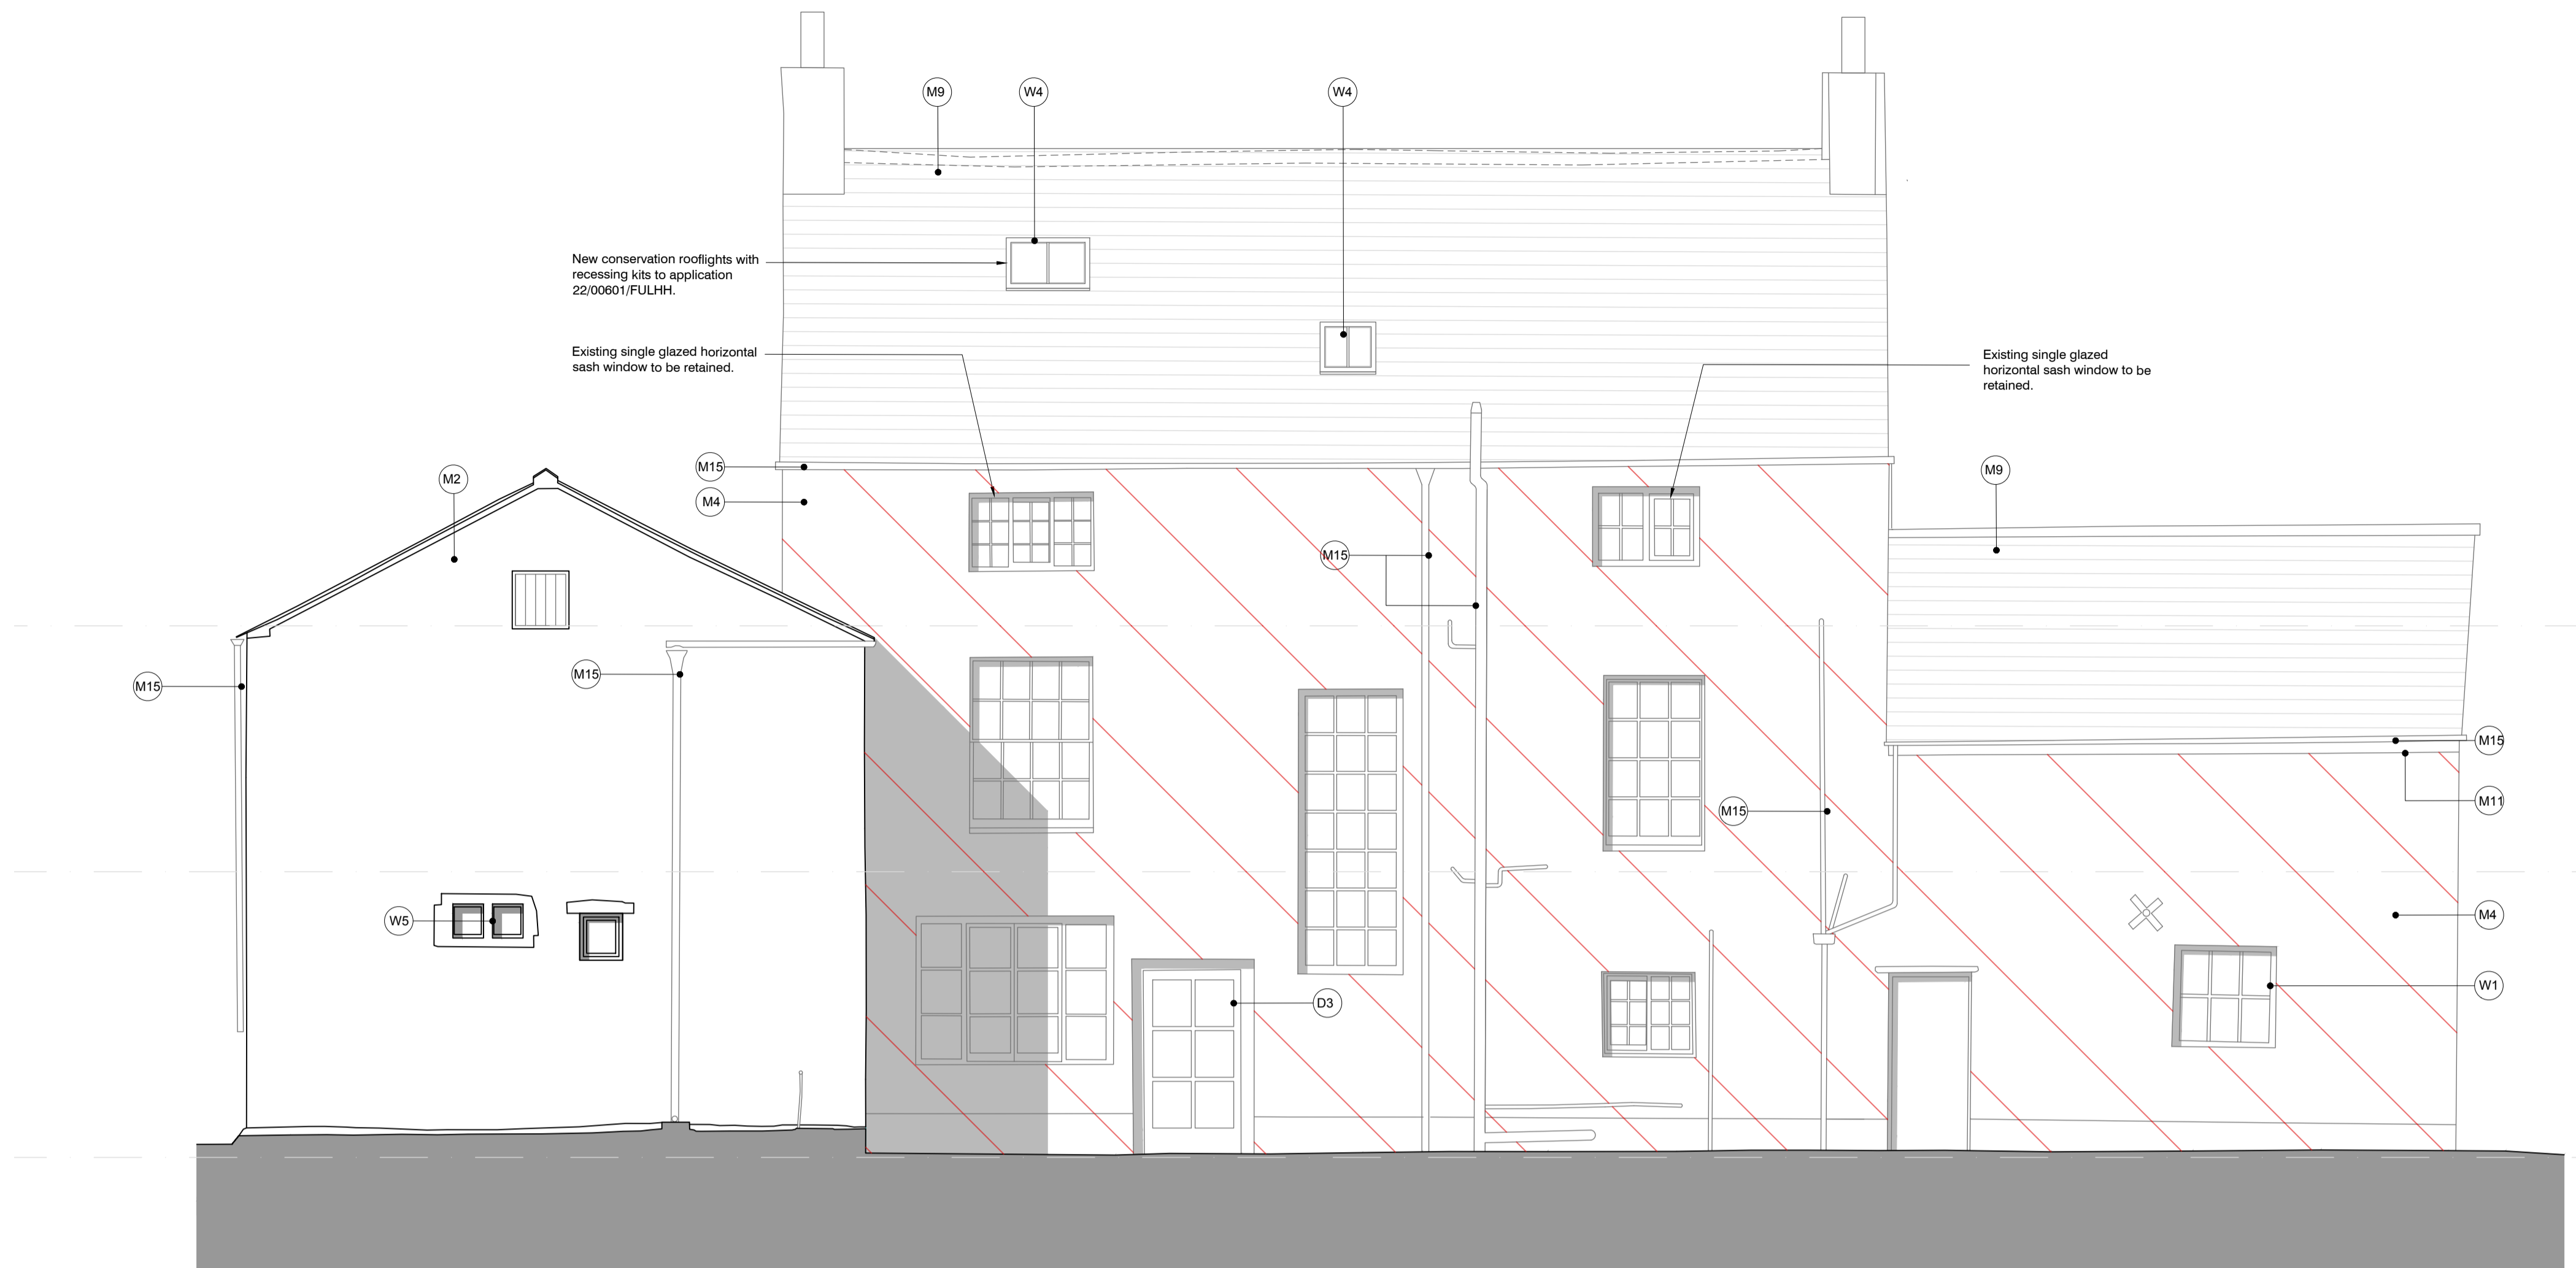 M9
W4
W4
New conservation rooflights with
recessing kits to application
22/00601/FULHH.
Existing single glazed horizontal
sash window to be retained.
Existing single glazed
horizontal sash window to be
retained.
M15
M2
M9
M4
M15
M15
M15
M15
M11
M15
W5
M4
W1
D3